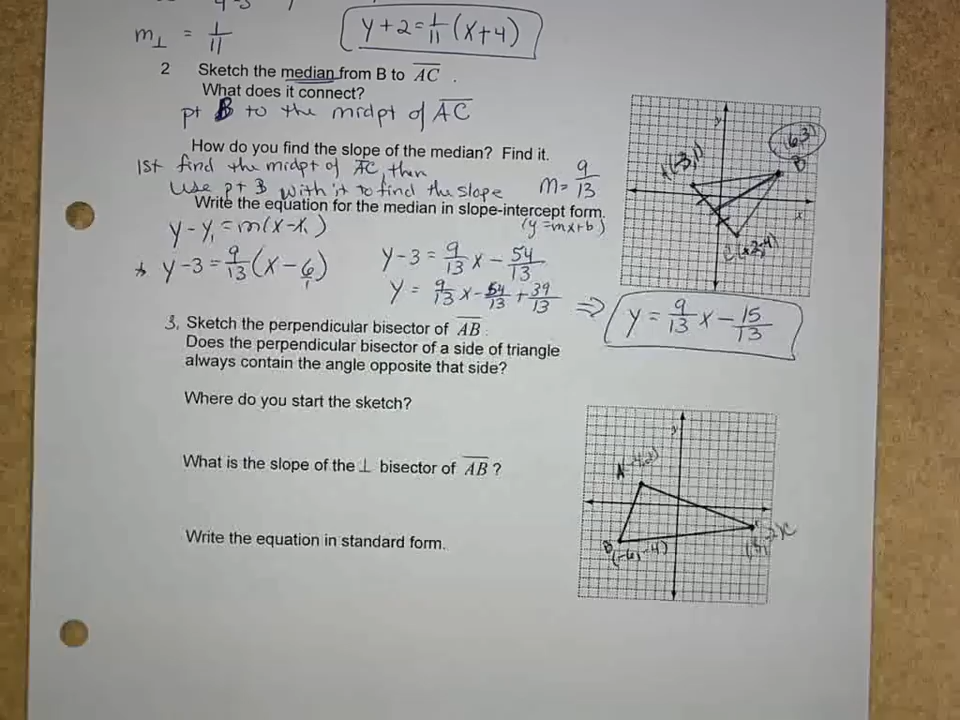 m⊥ = 1/11
y + 2 = 1/11 (x + 4)
2 Sketch the median from B to AC .
What does it connect?
pt B to the midpt of AC
How do you find the slope of the median? Find it.
1st find the midpt of AC, then
use pt B with it to find the slope m = 9/13
Write the equation for the median in slope-intercept form.
(y = mx + b)
y - y₁ = m(x - x₁)
y - 3 = 9/13 (x - 6/1)
y - 3 = 9/13 x - 54/13
y = 9/13 x - 54/13 + 39/13 ⇒ y = 9/13 x - 15/13
y
A(-3,1)
(6,3)
B
x
3. Sketch the perpendicular bisector of AB .
Does the perpendicular bisector of a side of triangle
always contain the angle opposite that side?
Where do you start the sketch?
What is the slope of the ⊥ bisector of AB ?
Write the equation in standard form.
y
A
B
(-6,-4)
C